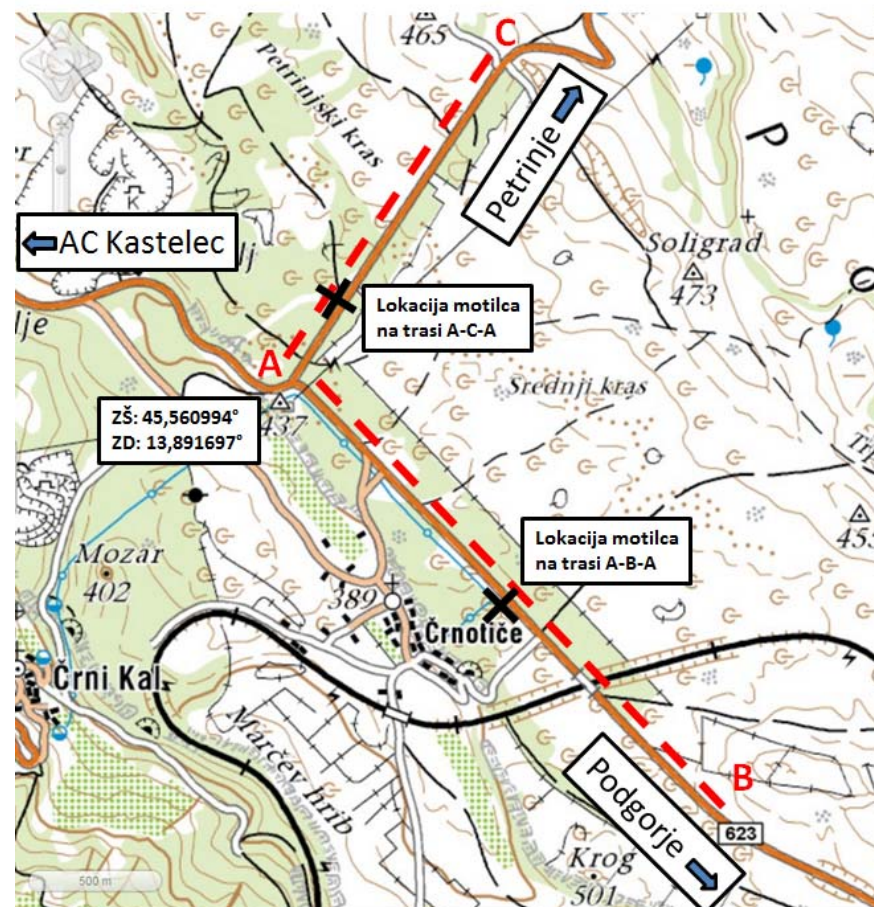 465
C
Petrinjski kras
P
Petrinje
K
AC Kastelec
Soligrad
473
lje
Lokacija motilca
na trasi A-C-A
A
Srednji kras
ZŠ: 45,560994°
ZD: 13,891697°
437
Lokacija motilca
na trasi A-B-A
Mozar
402
389
Črnotiče
Črni Kal
Marčev hrib
B
Podgorje
623
Krog
501
500 m